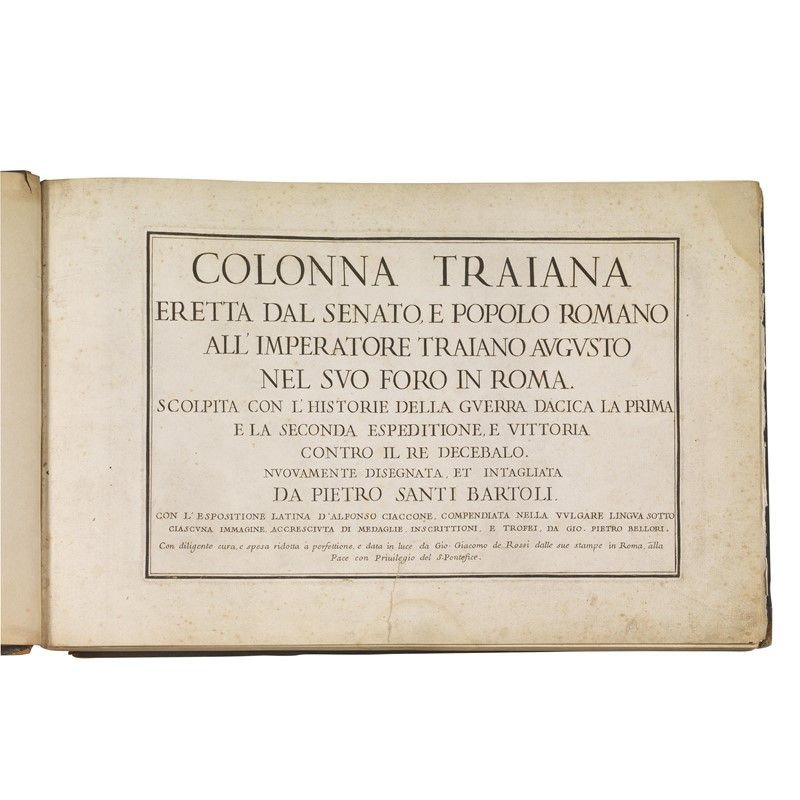 COLONNA TRAIANA
ERETTA DAL SENATO, E POPOLO ROMANO
ALL'IMPERATORE TRAIANO AVGVSTO
NEL SVO FORO IN ROMA.
SCOLPITA CON L'HISTORIE DELLA GVERRA DACICA LA PRIMA
E LA SECONDA ESPEDITIONE, E VITTORIA
CONTRO IL RE DECEBALO.
NVOVAMENTE DISEGNATA, ET INTAGLIATA
DA PIETRO SANTI BARTOLI.
CON L'ESPOSITIONE LATINA D'ALFONSO CIACCONE, COMPENDIATA NELLA VVLGARE LINGVA SOTTO
CIASCVNA IMMAGINE, ACCRESCIVTA DI MEDAGLIE, INSCRITTIONI, E TROFEI, DA GIO. PIETRO BELLORI.
Con diligente cura, e spesa ridotta a perfettione, e data in luce da Gio. Giacomo de Rossi dalle sue stampe in Roma, alla
Pace con Priuilegio del S. Pontefice.